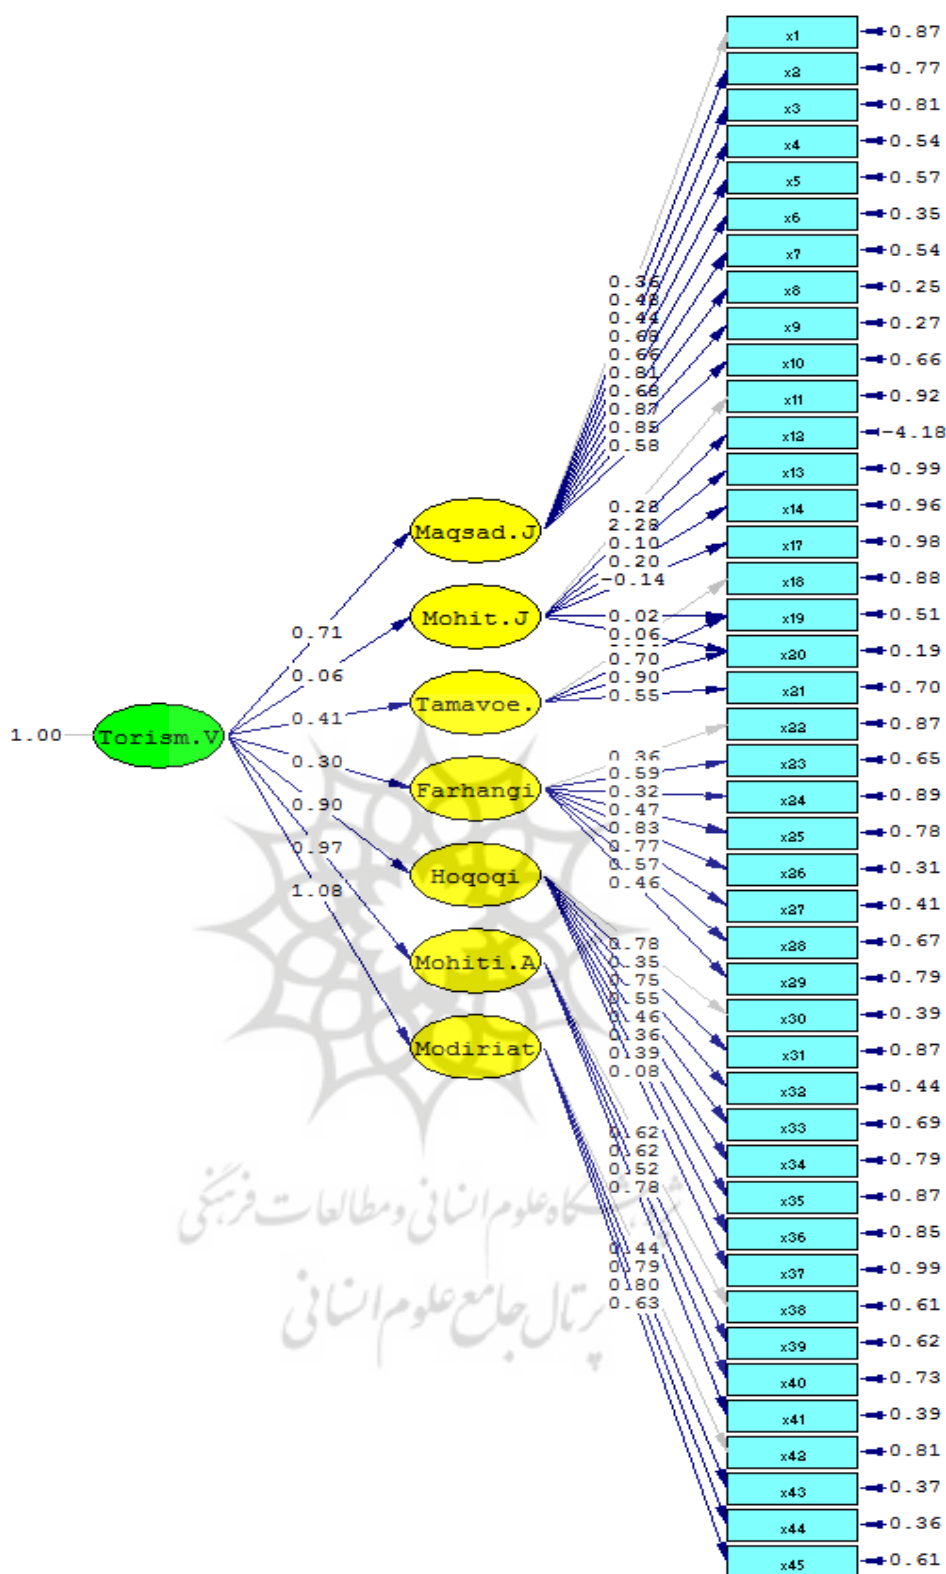 x1 0.87
x2 0.77
x3 0.81
x4 0.54
x5 0.57
x6 0.35
x7 0.54
x8 0.25
x9 0.27
x10 0.66
x11 0.92
x12 -4.18
x13 0.99
x14 0.96
x17 0.98
x18 0.88
x19 0.51
x20 0.19
x21 0.70
x22 0.87
x23 0.65
x24 0.89
x25 0.78
x26 0.31
x27 0.41
x28 0.67
x29 0.79
x30 0.39
x31 0.87
x32 0.44
x33 0.69
x34 0.79
x35 0.87
x36 0.85
x37 0.99
x38 0.61
x39 0.62
x40 0.73
x41 0.39
x42 0.81
x43 0.37
x44 0.36
x45 0.61
0.36
0.48
0.44
0.68
0.66
0.81
0.68
0.87
0.85
0.58
0.28
2.28
0.10
0.20
-0.14
0.02
0.06
0.70
0.90
0.55
0.36
0.59
0.32
0.47
0.83
0.77
0.57
0.46
0.78
0.35
0.75
0.55
0.46
0.36
0.39
0.08
0.62
0.62
0.52
0.78
0.44
0.79
0.80
0.63
Maqsad.J
Mohit.J
Tamavoe.
Farhangi
Hoqoqi
Mohiti.A
Modiriat
0.71
0.06
0.41
0.30
0.90
0.97
1.08
1.00 Torism.V
پژوهشگاه علوم انسانی و مطالعات فرهنگی
پرتال جامع علوم انسانی